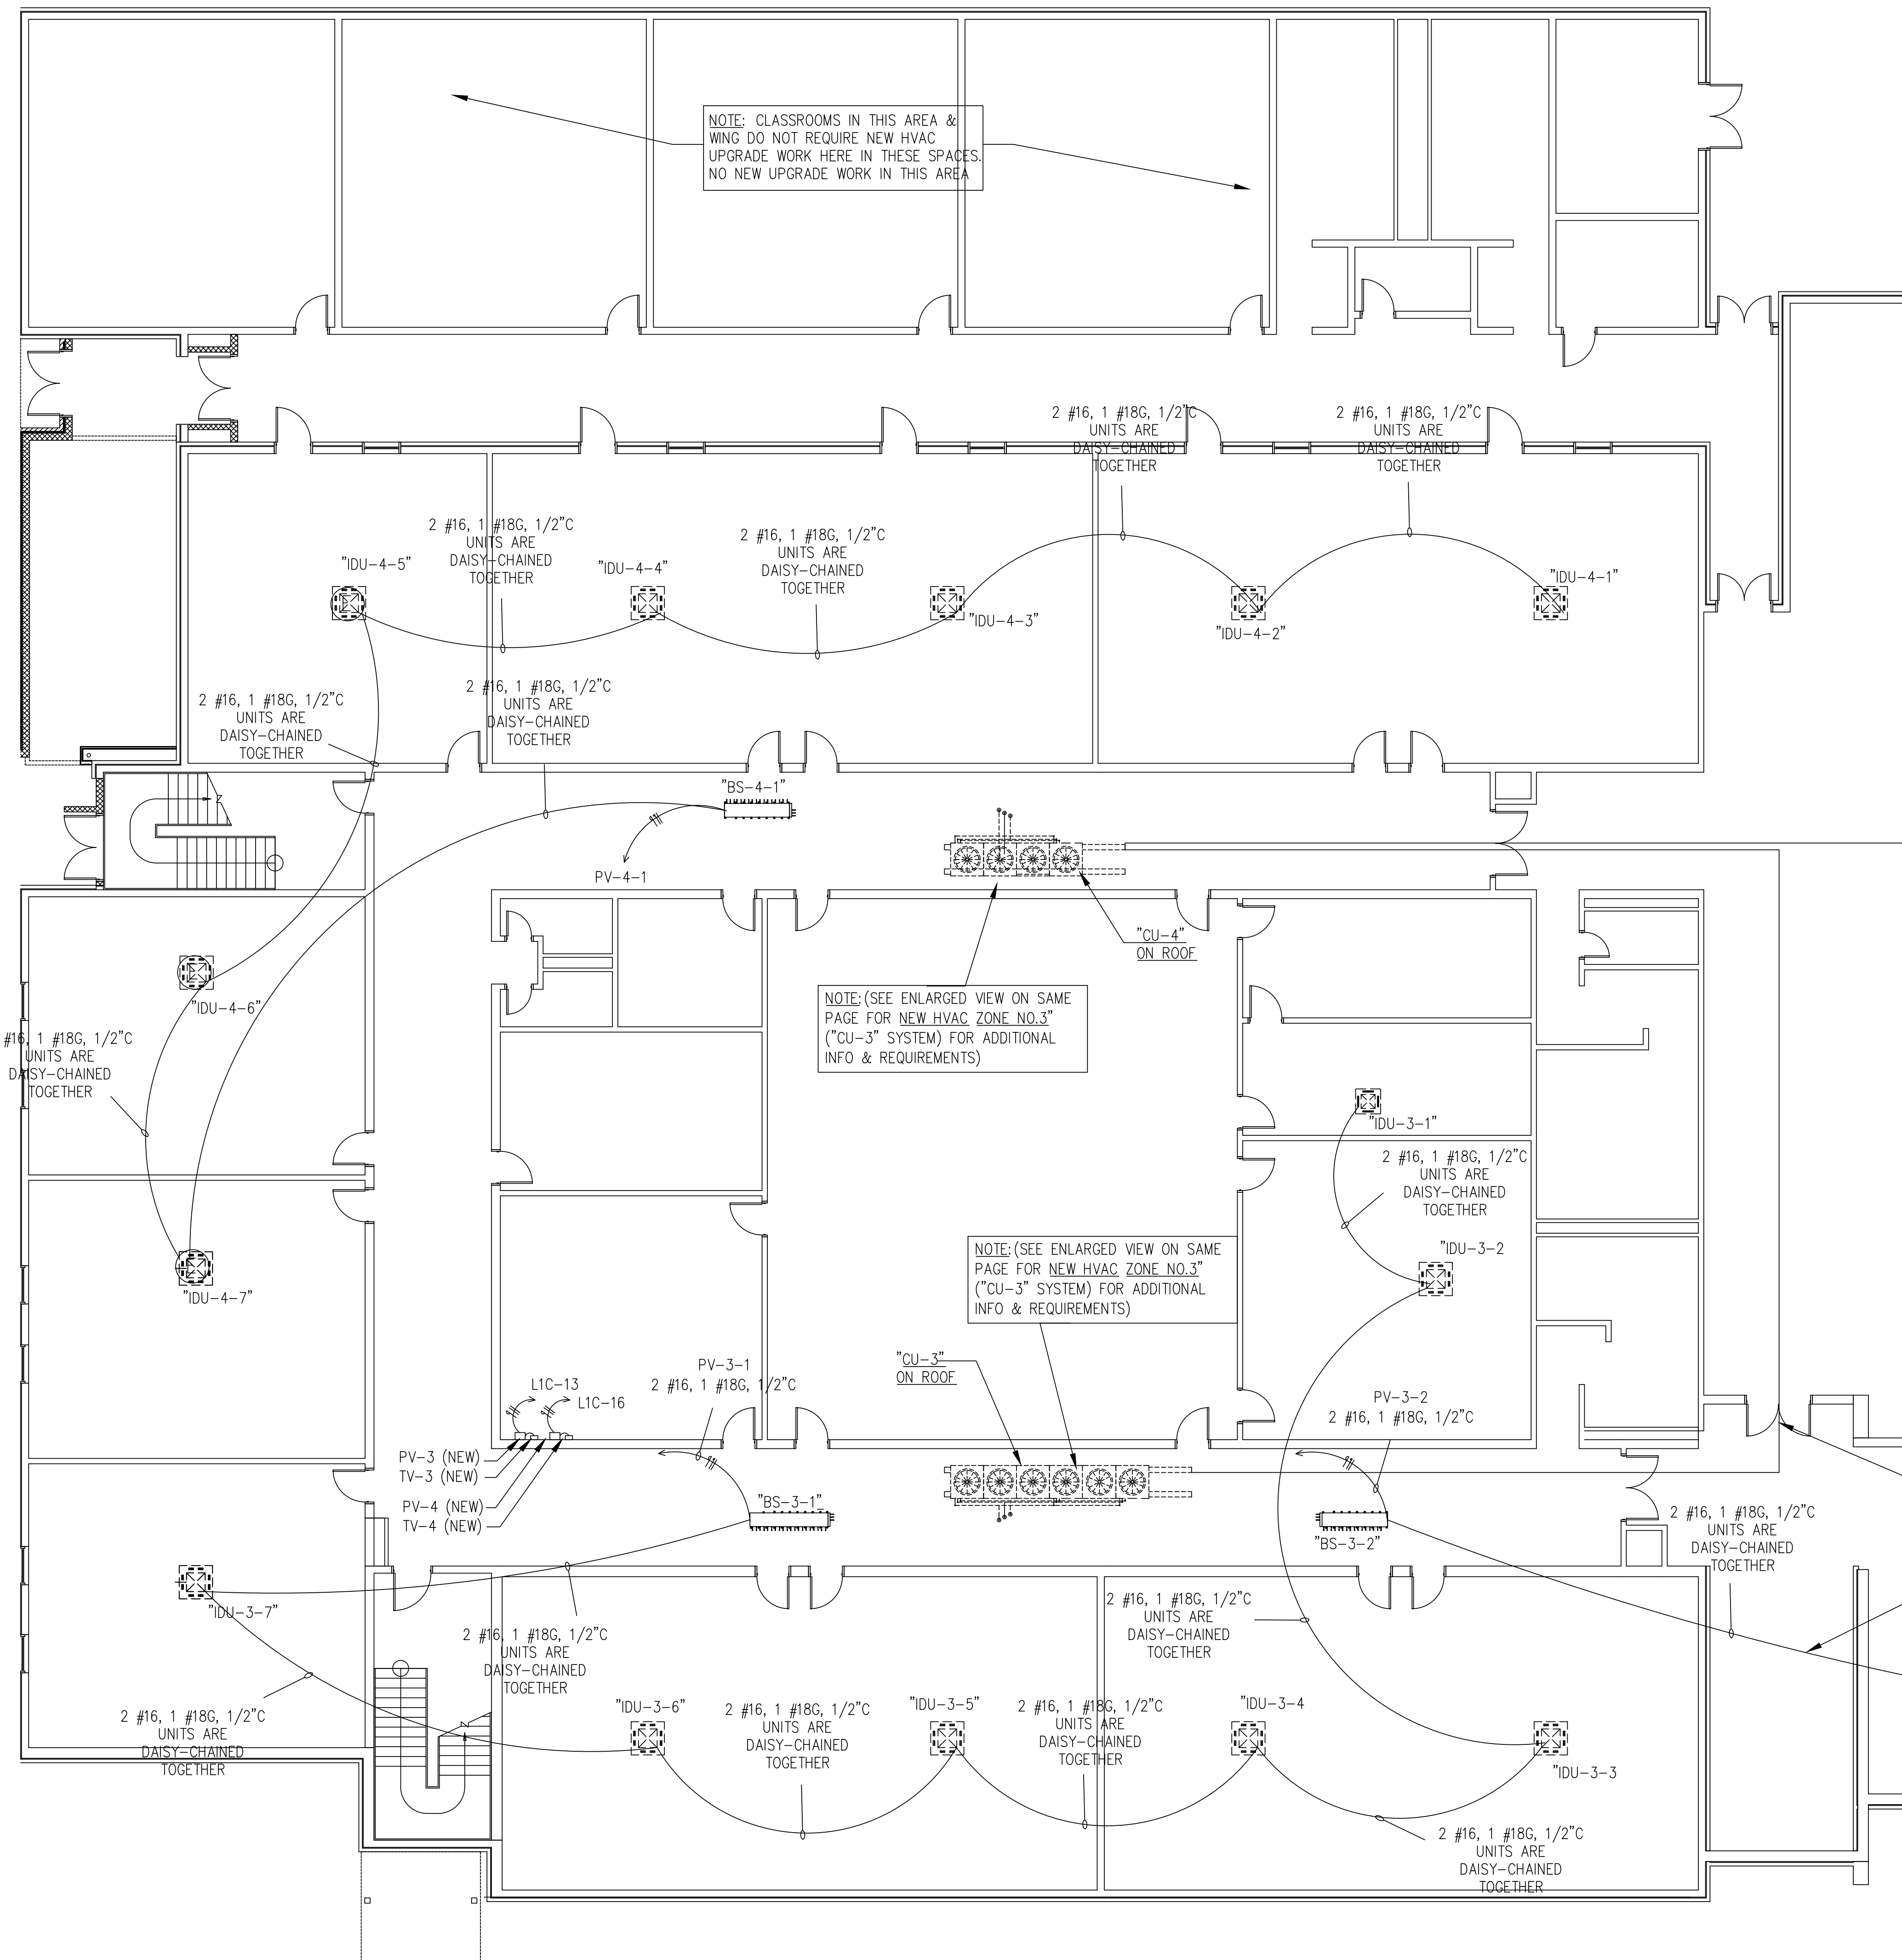 NOTE: CLASSROOMS IN THIS AREA &
WING DO NOT REQUIRE NEW HVAC
UPGRADE WORK HERE IN THESE SPACES.
NO NEW UPGRADE WORK IN THIS AREA
2 #16, 1 #18G, 1/2"C
UNITS ARE
DAISY-CHAINED
TOGETHER
2 #16, 1 #18G, 1/2"C
UNITS ARE
DAISY-CHAINED
TOGETHER
2 #16, 1 #18G, 1/2"C
UNITS ARE
DAISY-CHAINED
TOGETHER
2 #16, 1 #18G, 1/2"C
UNITS ARE
DAISY-CHAINED
TOGETHER
"IDU-4-5"
"IDU-4-4"
"IDU-4-3"
"IDU-4-2"
"IDU-4-1"
2 #16, 1 #18G, 1/2"C
UNITS ARE
DAISY-CHAINED
TOGETHER
2 #16, 1 #18G, 1/2"C
UNITS ARE
DAISY-CHAINED
TOGETHER
"BS-4-1"
PV-4-1
"CU-4"
ON ROOF
"IDU-4-6"
NOTE: (SEE ENLARGED VIEW ON SAME
PAGE FOR NEW HVAC ZONE NO.3"
("CU-3" SYSTEM) FOR ADDITIONAL
INFO & REQUIREMENTS)
#16, 1 #18G, 1/2"C
UNITS ARE
DAISY-CHAINED
TOGETHER
"IDU-3-1"
2 #16, 1 #18G, 1/2"C
UNITS ARE
DAISY-CHAINED
TOGETHER
"IDU-4-7"
NOTE: (SEE ENLARGED VIEW ON SAME
PAGE FOR NEW HVAC ZONE NO.3"
("CU-3" SYSTEM) FOR ADDITIONAL
INFO & REQUIREMENTS)
"IDU-3-2
"CU-3"
ON ROOF
PV-3-1
2 #16, 1 #18G, 1/2"C
L1C-13
L1C-16
PV-3-2
2 #16, 1 #18G, 1/2"C
PV-3 (NEW)
TV-3 (NEW)
PV-4 (NEW)
TV-4 (NEW)
"BS-3-1"
"BS-3-2"
2 #16, 1 #18G, 1/2"C
UNITS ARE
DAISY-CHAINED
TOGETHER
"IDU-3-7"
2 #16, 1 #18G, 1/2"C
UNITS ARE
DAISY-CHAINED
TOGETHER
2 #16, 1 #18G, 1/2"C
UNITS ARE
DAISY-CHAINED
TOGETHER
2 #16, 1 #18G, 1/2"C
UNITS ARE
DAISY-CHAINED
TOGETHER
"IDU-3-6"
2 #16, 1 #18G, 1/2"C
UNITS ARE
DAISY-CHAINED
TOGETHER
"IDU-3-5"
2 #16, 1 #18G, 1/2"C
UNITS ARE
DAISY-CHAINED
TOGETHER
"IDU-3-4
"IDU-3-3
2 #16, 1 #18G, 1/2"C
UNITS ARE
DAISY-CHAINED
TOGETHER